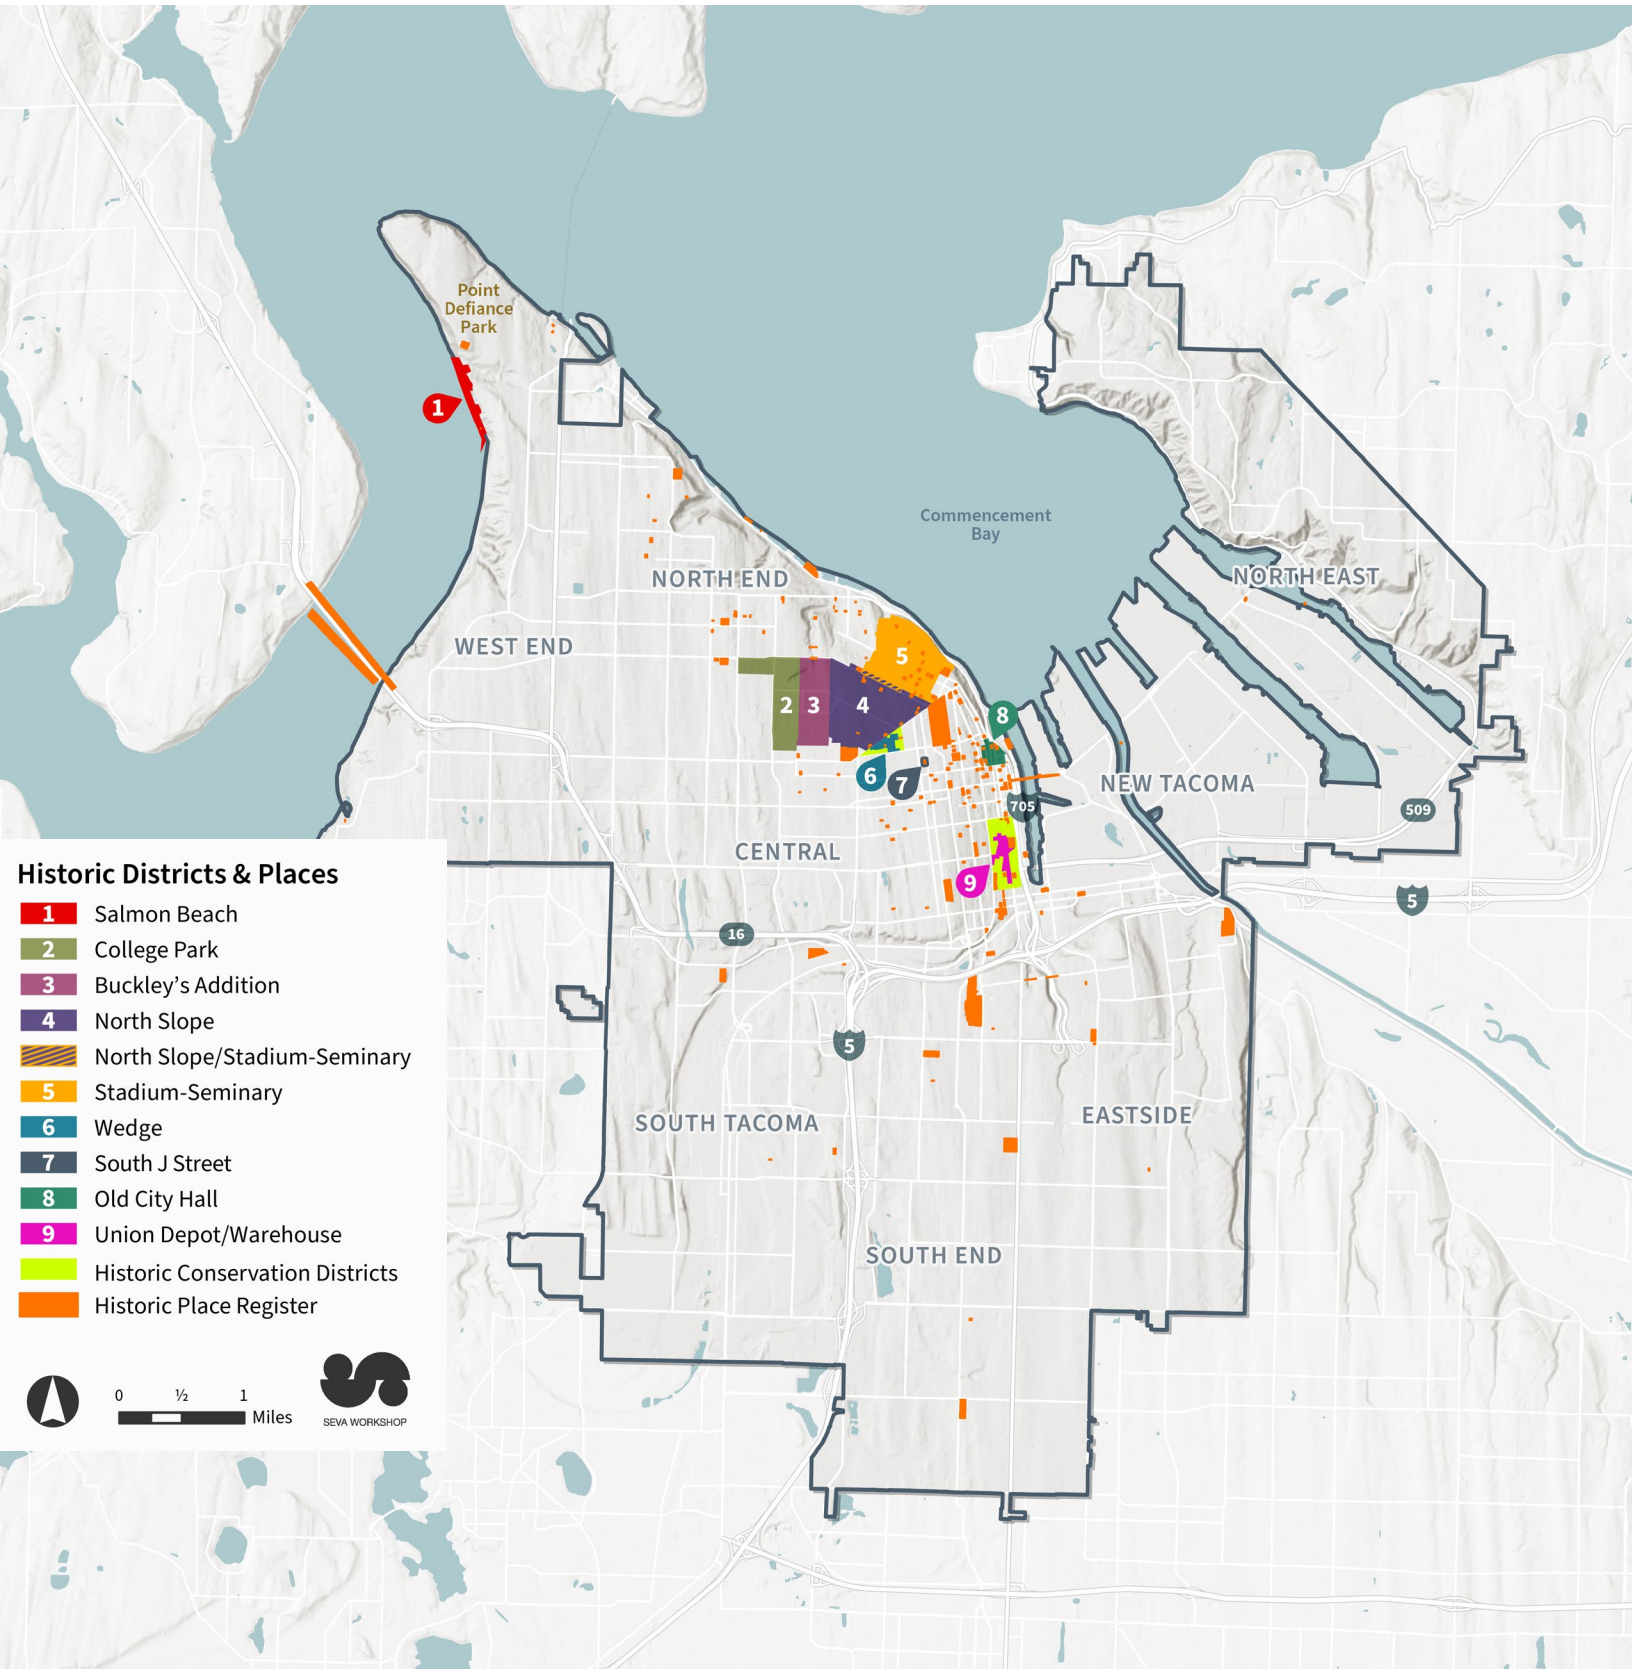 Point
Defiance
Park
1
Commencement
Bay
NORTH END
NORTH EAST
WEST END
5
2
3
4
8
6
7
NEW TACOMA
705
509
CENTRAL
9
5
16
5
SOUTH TACOMA
EASTSIDE
SOUTH END
Historic Districts & Places
1 Salmon Beach
2 College Park
3 Buckley’s Addition
4 North Slope
North Slope/Stadium-Seminary
5 Stadium-Seminary
6 Wedge
7 South J Street
8 Old City Hall
9 Union Depot/Warehouse
Historic Conservation Districts
Historic Place Register
0 ½ 1
Miles
SEVA WORKSHOP